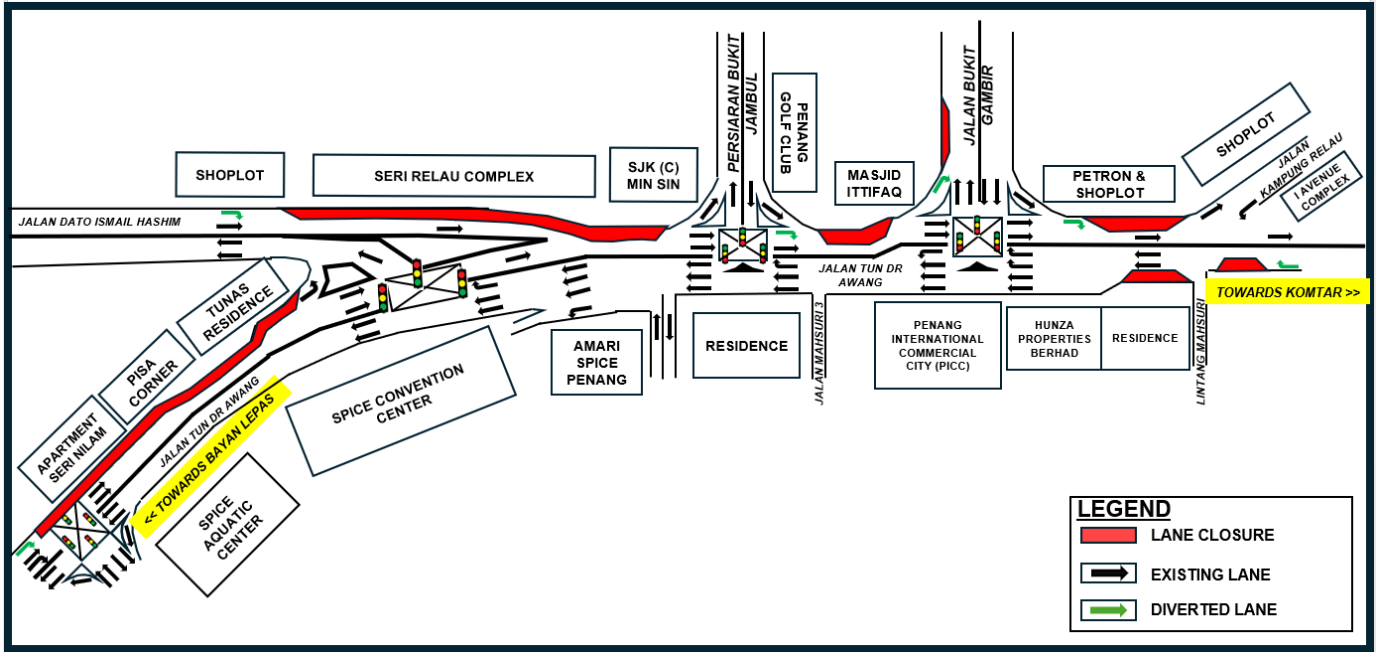 PERSIARAN BUKIT
JAMBUL
PENANG
GOLF CLUB
JALAN BUKIT
GAMBIR
SHOPLOT
SERI RELAU COMPLEX
SJK (C)
MIN SIN
MASJID
ITTIFAQ
PETRON &
SHOPLOT
SHOPLOT
JALAN
KAMPUNG RELAU
I AVENUE
COMPLEX
JALAN DATO ISMAIL HASHIM
JALAN TUN DR
AWANG
TOWARDS KOMTAR >>
TUNAS
RESIDENCE
PISA
CORNER
APARTMENT
SERI NILAM
JALAN TUN DR AWANG
<< TOWARDS BAYAN LEPAS
SPICE CONVENTION
CENTER
SPICE
AQUATIC
CENTER
AMARI
SPICE
PENANG
RESIDENCE
JALAN MAHSURI 3
PENANG
INTERNATIONAL
COMMERCIAL
CITY (PICC)
HUNZA
PROPERTIES
BERHAD
RESIDENCE
LINTANG MAHSURI
LEGEND
LANE CLOSURE
EXISTING LANE
DIVERTED LANE